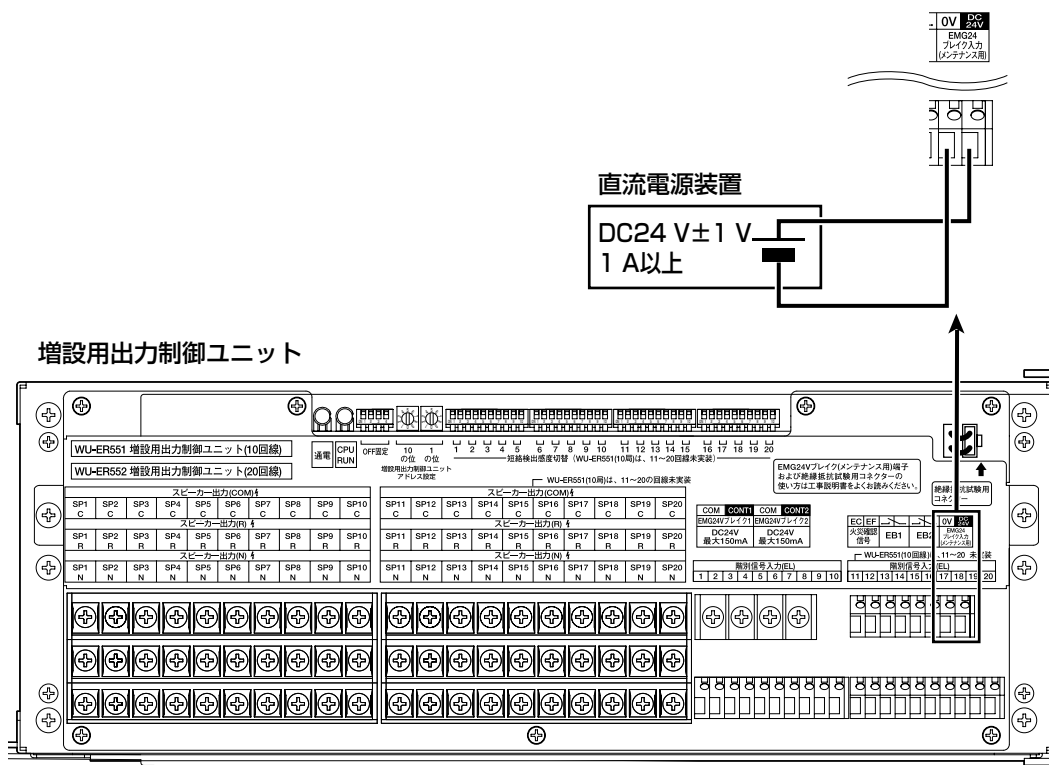 0V DC 24V
EMG24
ブレイク入力
(メンテナンス用)
直流電源装置
DC24 V±1 V
1 A以上
増設用出力制御ユニット
WU-ER551 増設用出力制御ユニット(10回線)
WU-ER552 増設用出力制御ユニット(20回線)
通電
CPU RUN
OFF固定
10の位
1の位
増設用出力制御ユニット
アドレス設定
1 2 3 4 5 6 7 8 9 10 11 12 13 14 15 16 17 18 19 20
短絡検出感度切替 (WU-ER551(10局)は、11~20回線未実装)
WU-ER551(10局)は、11~20の回線未実装
EMG24Vブレイク(メンテナンス用)端子
および絶縁抵抗試験用コネクターの
使い方は工事説明書をよくお読みください。
絶縁抵抗試験用
コネクター
スピーカー出力(COM)
SP1 C SP2 C SP3 C SP4 C SP5 C SP6 C SP7 C SP8 C SP9 C SP10 C
スピーカー出力(R)
SP1 R SP2 R SP3 R SP4 R SP5 R SP6 R SP7 R SP8 R SP9 R SP10 R
スピーカー出力(N)
SP1 N SP2 N SP3 N SP4 N SP5 N SP6 N SP7 N SP8 N SP9 N SP10 N
スピーカー出力(COM)
SP11 C SP12 C SP13 C SP14 C SP15 C SP16 C SP17 C SP18 C SP19 C SP20 C
スピーカー出力(R)
SP11 R SP12 R SP13 R SP14 R SP15 R SP16 R SP17 R SP18 R SP19 R SP20 R
スピーカー出力(N)
SP11 N SP12 N SP13 N SP14 N SP15 N SP16 N SP17 N SP18 N SP19 N SP20 N
COM CONT1 COM CONT2
EMG24Vブレイク1 EMG24Vブレイク2
DC24V DC24V
最大150mA 最大150mA
EC EF
火災確認
信号
EB1
EB2
0V DC 24V
EMG24
ブレイク入力
(メンテナンス用)
WU-ER551(10回線)は、11~20 未実装
階別信号入力(EL)
1 2 3 4 5 6 7 8 9 10
階別信号入力(EL)
11 12 13 14 15 16 17 18 19 20